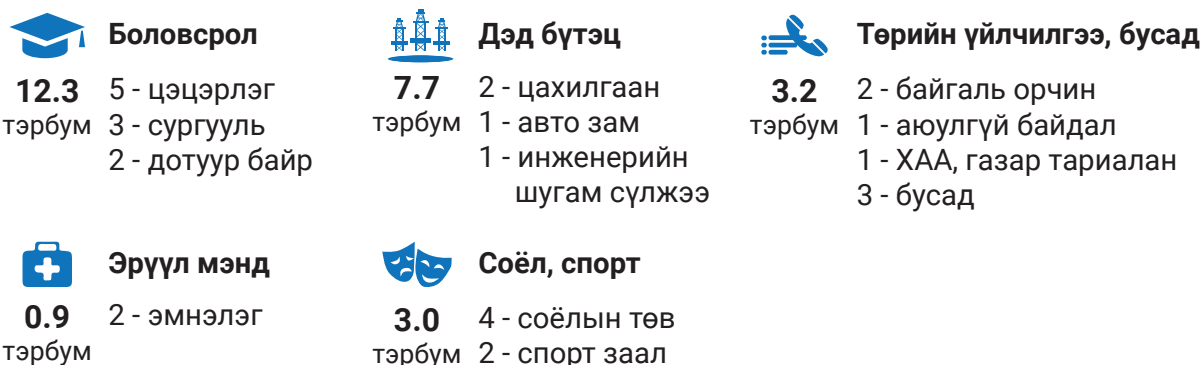 Боловсрол
12.3
тэрбум
5 - цэцэрлэг
3 - сургууль
2 - дотуур байр
Дэд бүтэц
7.7
тэрбум
2 - цахилгаан
1 - авто зам
1 - инженерийн
шугам сүлжээ
Төрийн үйлчилгээ, бусад
3.2
тэрбум
2 - байгаль орчин
1 - аюулгүй байдал
1 - ХАА, газар тариалан
3 - бусад
Эрүүл мэнд
0.9
тэрбум
2 - эмнэлэг
Соёл, спорт
3.0
тэрбум
4 - соёлын төв
2 - спорт заал